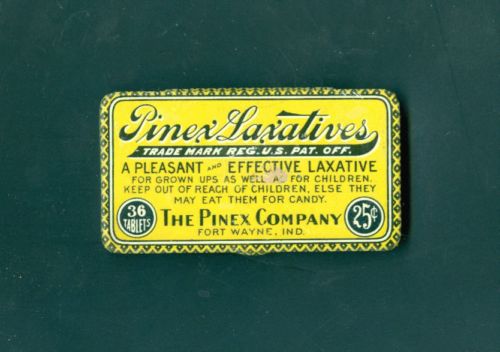 Pinex Laxatives
TRADE MARK REG. U.S. PAT. OFF.
A PLEASANT AND EFFECTIVE LAXATIVE
FOR GROWN UPS AS WELL AS FOR CHILDREN.
KEEP OUT OF REACH OF CHILDREN, ELSE THEY
MAY EAT THEM FOR CANDY.
36 TABLETS
THE PINEX COMPANY
25¢
FORT WAYNE, IND.